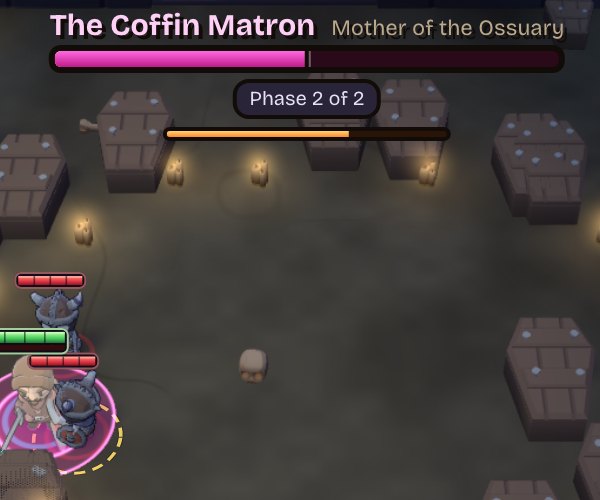 The Coffin Matron Mother of the Ossuary
Phase 2 of 2